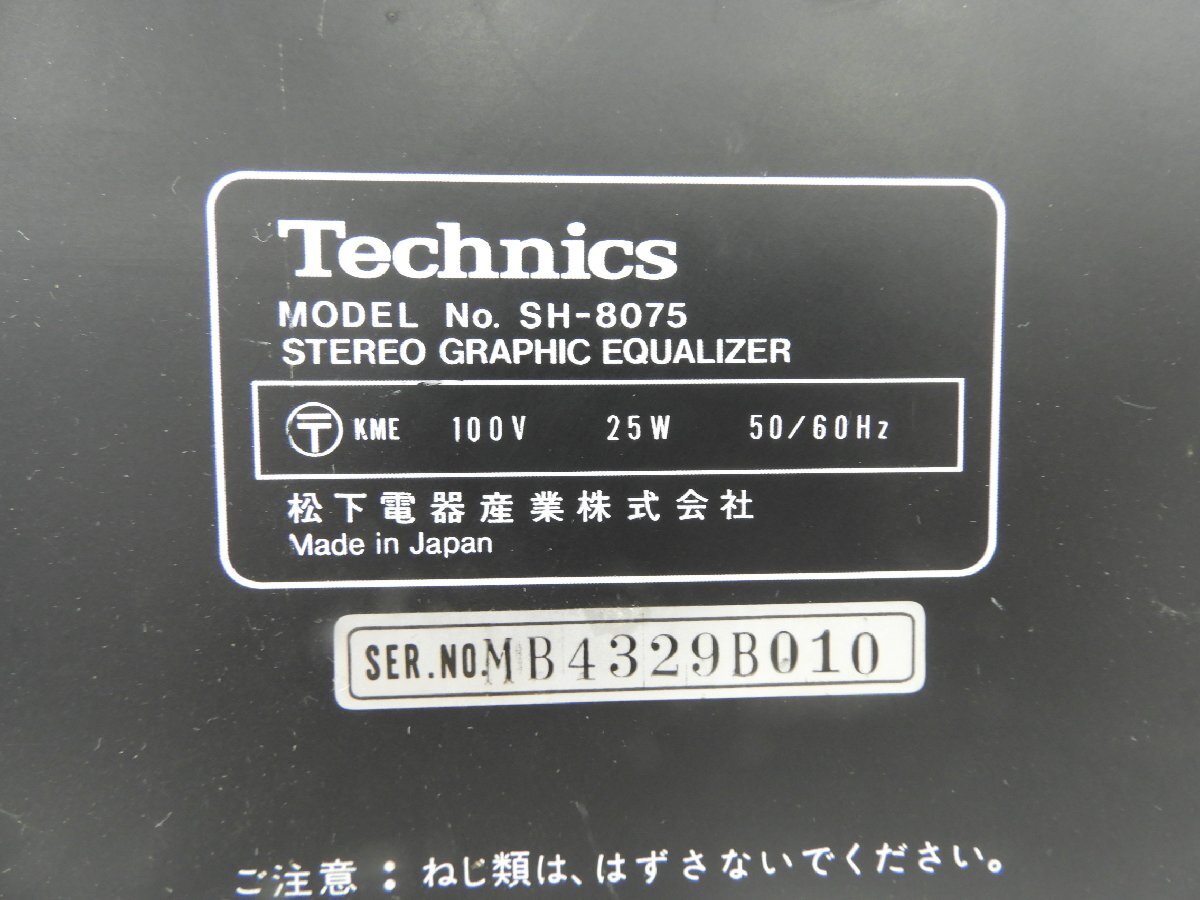 Technics
MODEL No. SH-8075
STEREO GRAPHIC EQUALIZER
〶 KME 100V 25W 50/60Hz
松下電器産業株式会社
Made in Japan
SER.NO.MB4329B010
ご注意：ねじ類は、はずさないでください。